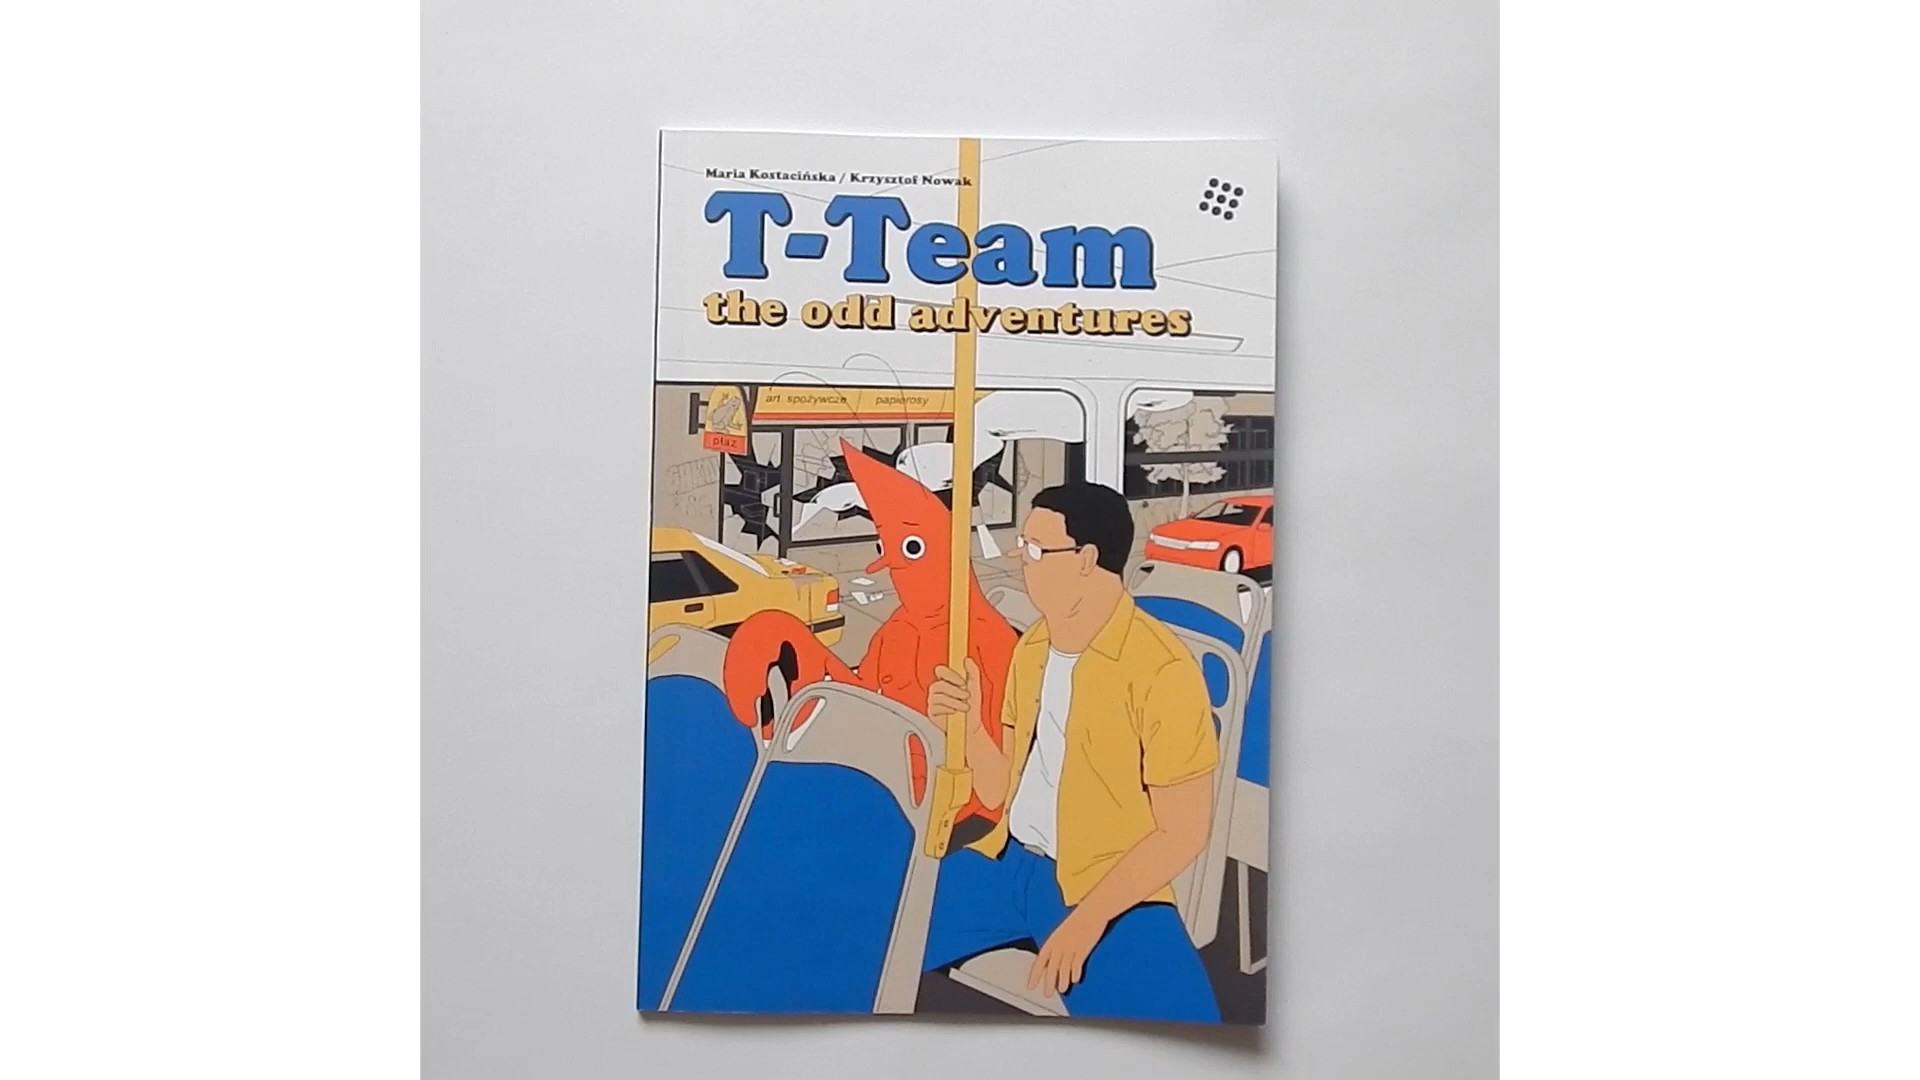 Maria Kostacińska / Krzysztof Nowak
T-Team
the odd adventures
art. spożywcze papierosy
płaz